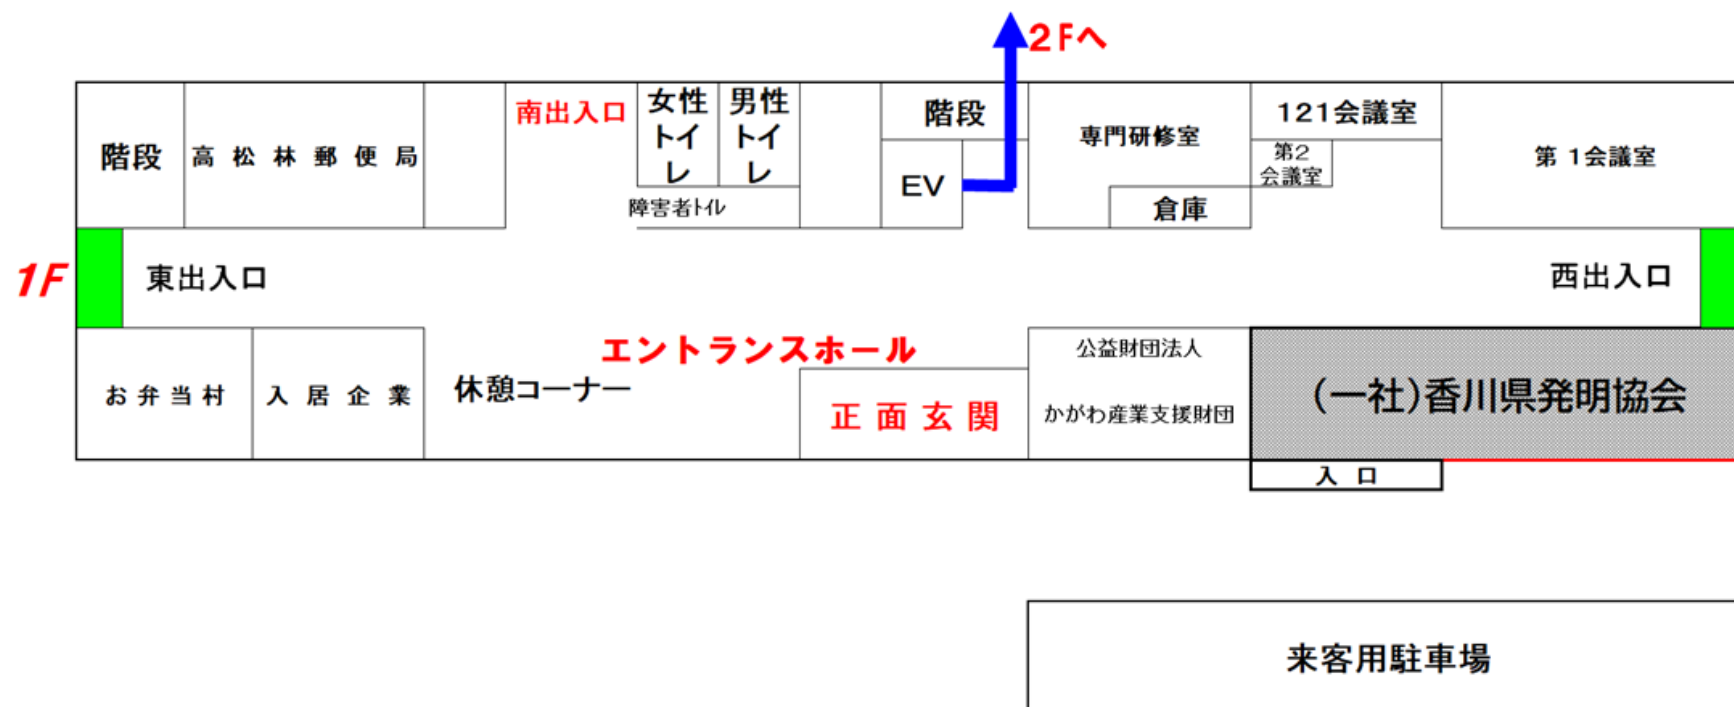 2Fへ
階段
高松林郵便局
南出入口
女性
トイ
レ
男性
トイ
レ
障害者トイレ
階段
EV
専門研修室
倉庫
121会議室
第2
会議室
第1会議室
1F
東出入口
西出入口
エントランスホール
お弁当村
入居企業
休憩コーナー
正面玄関
公益財団法人
かがわ産業支援財団
(一社)香川県発明協会
入口
来客用駐車場